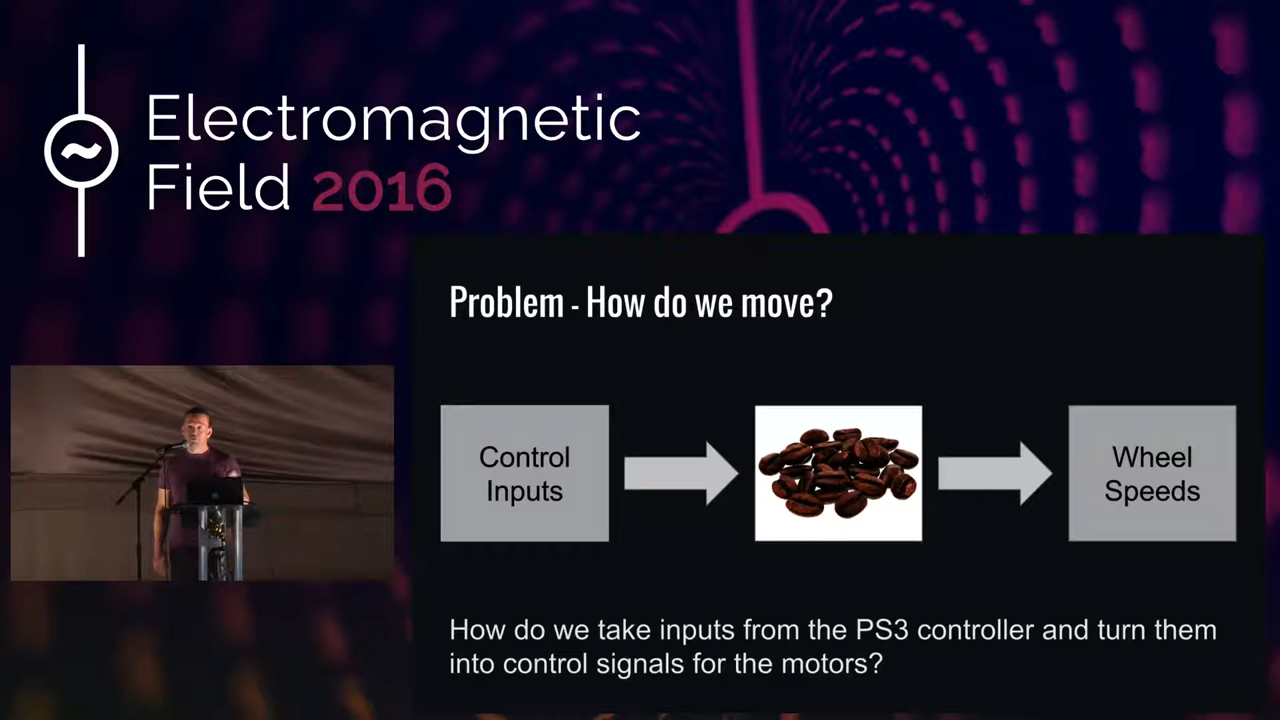 Electromagnetic
Field 2016
Problem - How do we move?
Control
Inputs
Wheel
Speeds
How do we take inputs from the PS3 controller and turn them
into control signals for the motors?